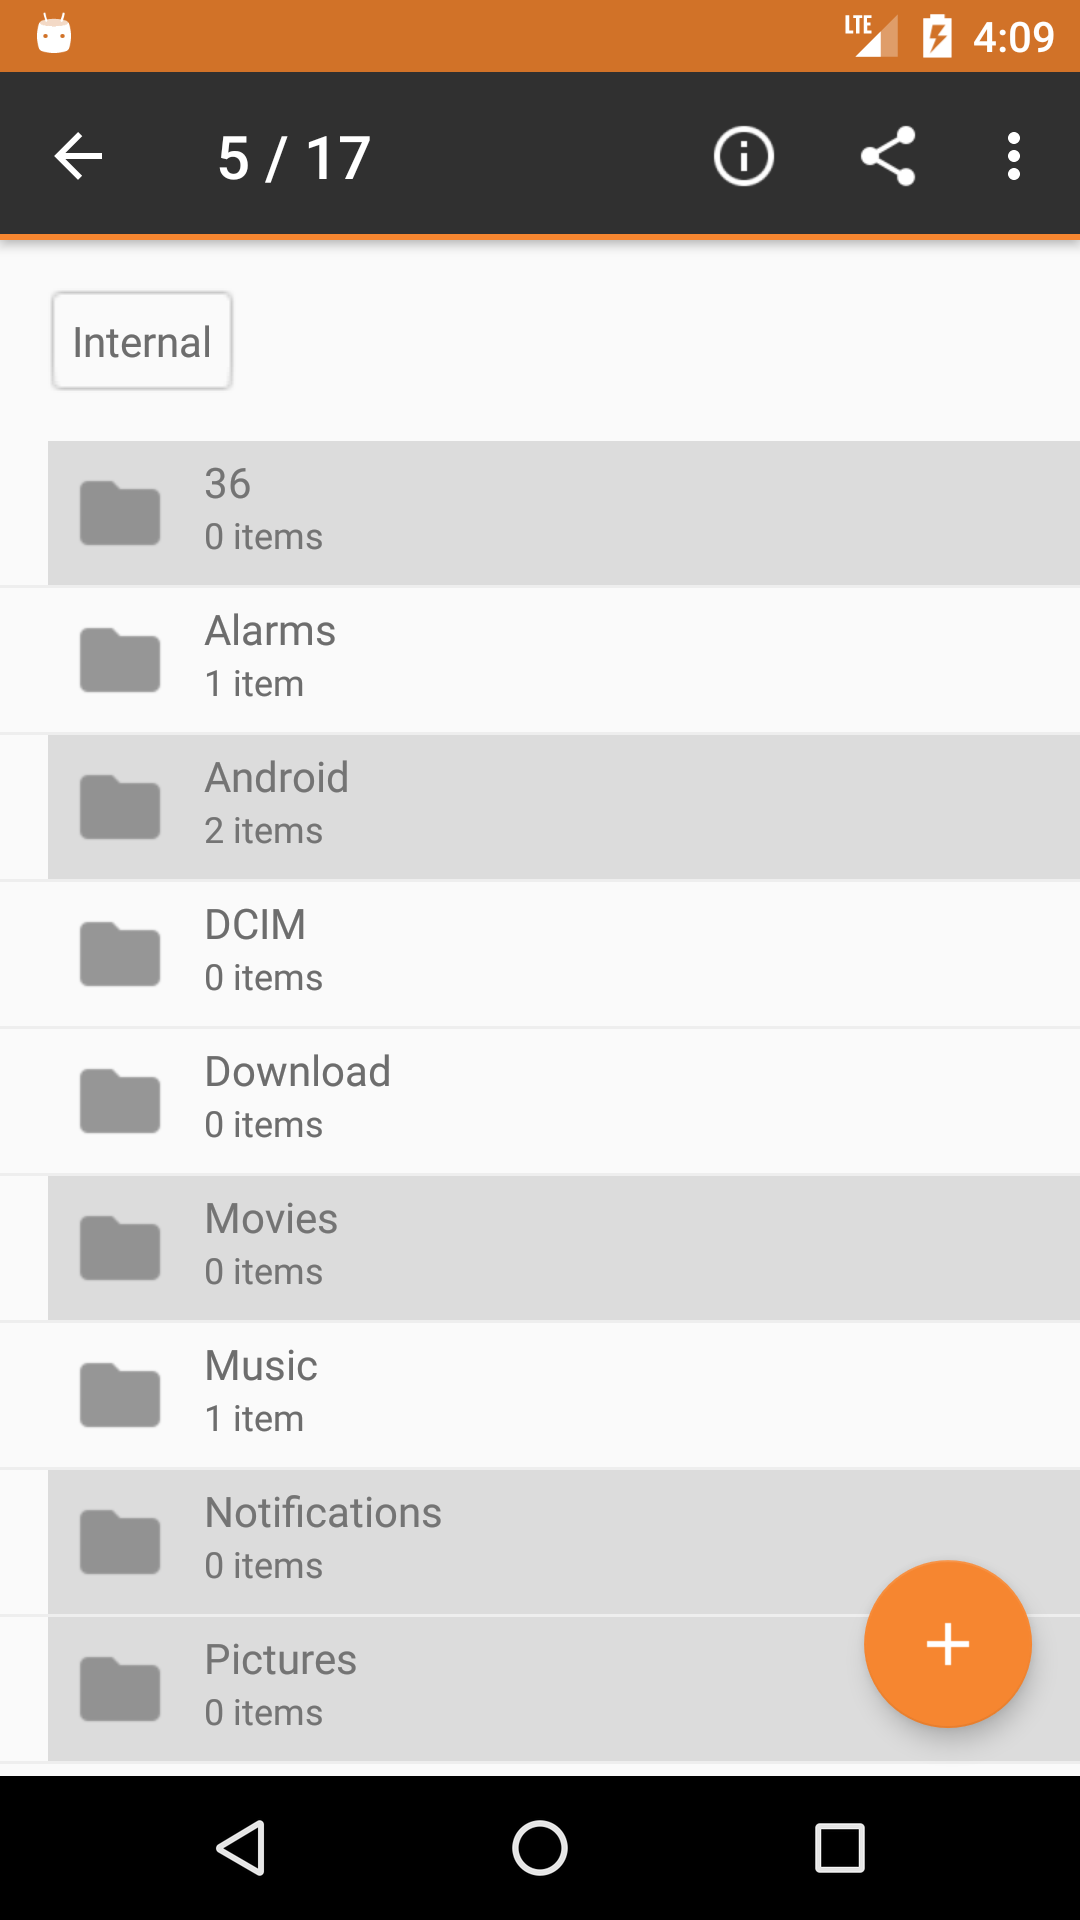 LTE 4:09
5 / 17
Internal
36
0 items
Alarms
1 item
Android
2 items
DCIM
0 items
Download
0 items
Movies
0 items
Music
1 item
Notifications
0 items
Pictures
0 items